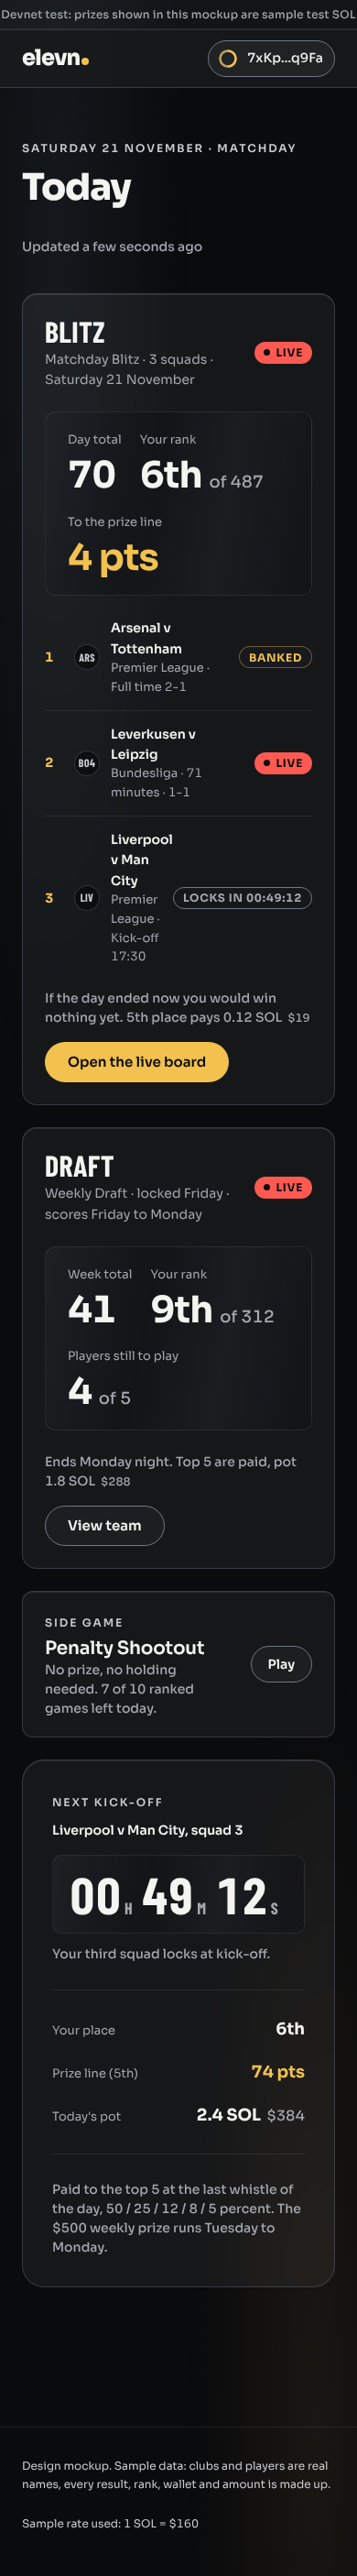 Devnet test: prizes shown in this mockup are sample test SOL
elevn.
7xKp...q9Fa
SATURDAY 21 NOVEMBER · MATCHDAY
Today
Updated a few seconds ago
BLITZ
Matchday Blitz · 3 squads ·
Saturday 21 November
LIVE
Day total Your rank
70 6th of 487
To the prize line
4 pts
1 ARS
Arsenal v
Tottenham
Premier League ·
Full time 2-1
BANKED
2 B04
Leverkusen v
Leipzig
Bundesliga · 71
minutes · 1-1
LIVE
3 LIV
Liverpool
v Man
City
Premier
League ·
Kick-off
17:30
LOCKS IN 00:49:12
If the day ended now you would win
nothing yet. 5th place pays 0.12 SOL $19
Open the live board
DRAFT
Weekly Draft · locked Friday ·
scores Friday to Monday
LIVE
Week total Your rank
41 9th of 312
Players still to play
4 of 5
Ends Monday night. Top 5 are paid, pot
1.8 SOL $288
View team
SIDE GAME
Penalty Shootout
No prize, no holding
needed. 7 of 10 ranked
games left today.
Play
NEXT KICK-OFF
Liverpool v Man City, squad 3
00 H 49 M 12 S
Your third squad locks at kick-off.
Your place 6th
Prize line (5th) 74 pts
Today's pot 2.4 SOL $384
Paid to the top 5 at the last whistle of
the day, 50 / 25 / 12 / 8 / 5 percent. The
$500 weekly prize runs Tuesday to
Monday.
Design mockup. Sample data: clubs and players are real
names, every result, rank, wallet and amount is made up.
Sample rate used: 1 SOL = $160